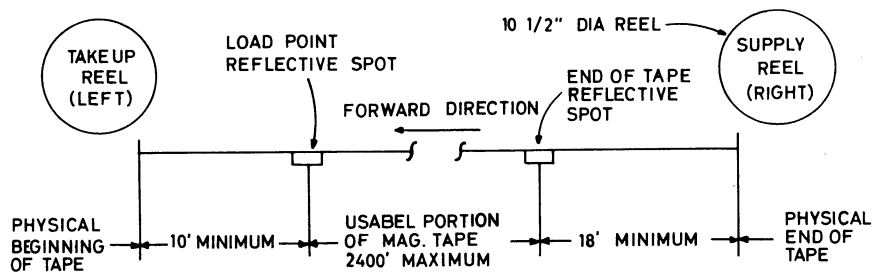 TAKEUP
REEL
(LEFT)
LOAD POINT
REFLECTIVE SPOT
10 1/2" DIA REEL
SUPPLY
REEL
(RIGHT)
END OF TAPE
REFLECTIVE
SPOT
FORWARD DIRECTION
PHYSICAL
BEGINNING
OF TAPE
10' MINIMUM
USABEL PORTION
OF MAG. TAPE
2400' MAXIMUM
18' MINIMUM
PHYSICAL
END OF
TAPE